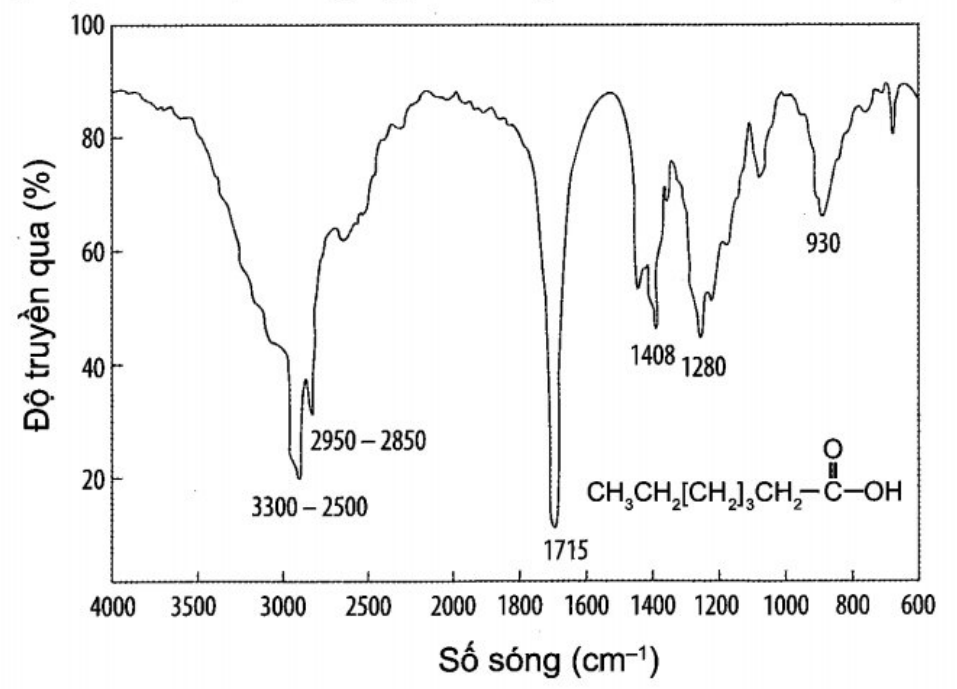 Độ truyền qua (%)
100
80
60
40
20
2950 – 2850
3300 – 2500
1715
1408
1280
930
O
CH₃CH₂[CH₂]₃CH₂–C–OH
4000 3500 3000 2500 2000 1800 1600 1400 1200 1000 800 600
Số sóng (cm⁻¹)